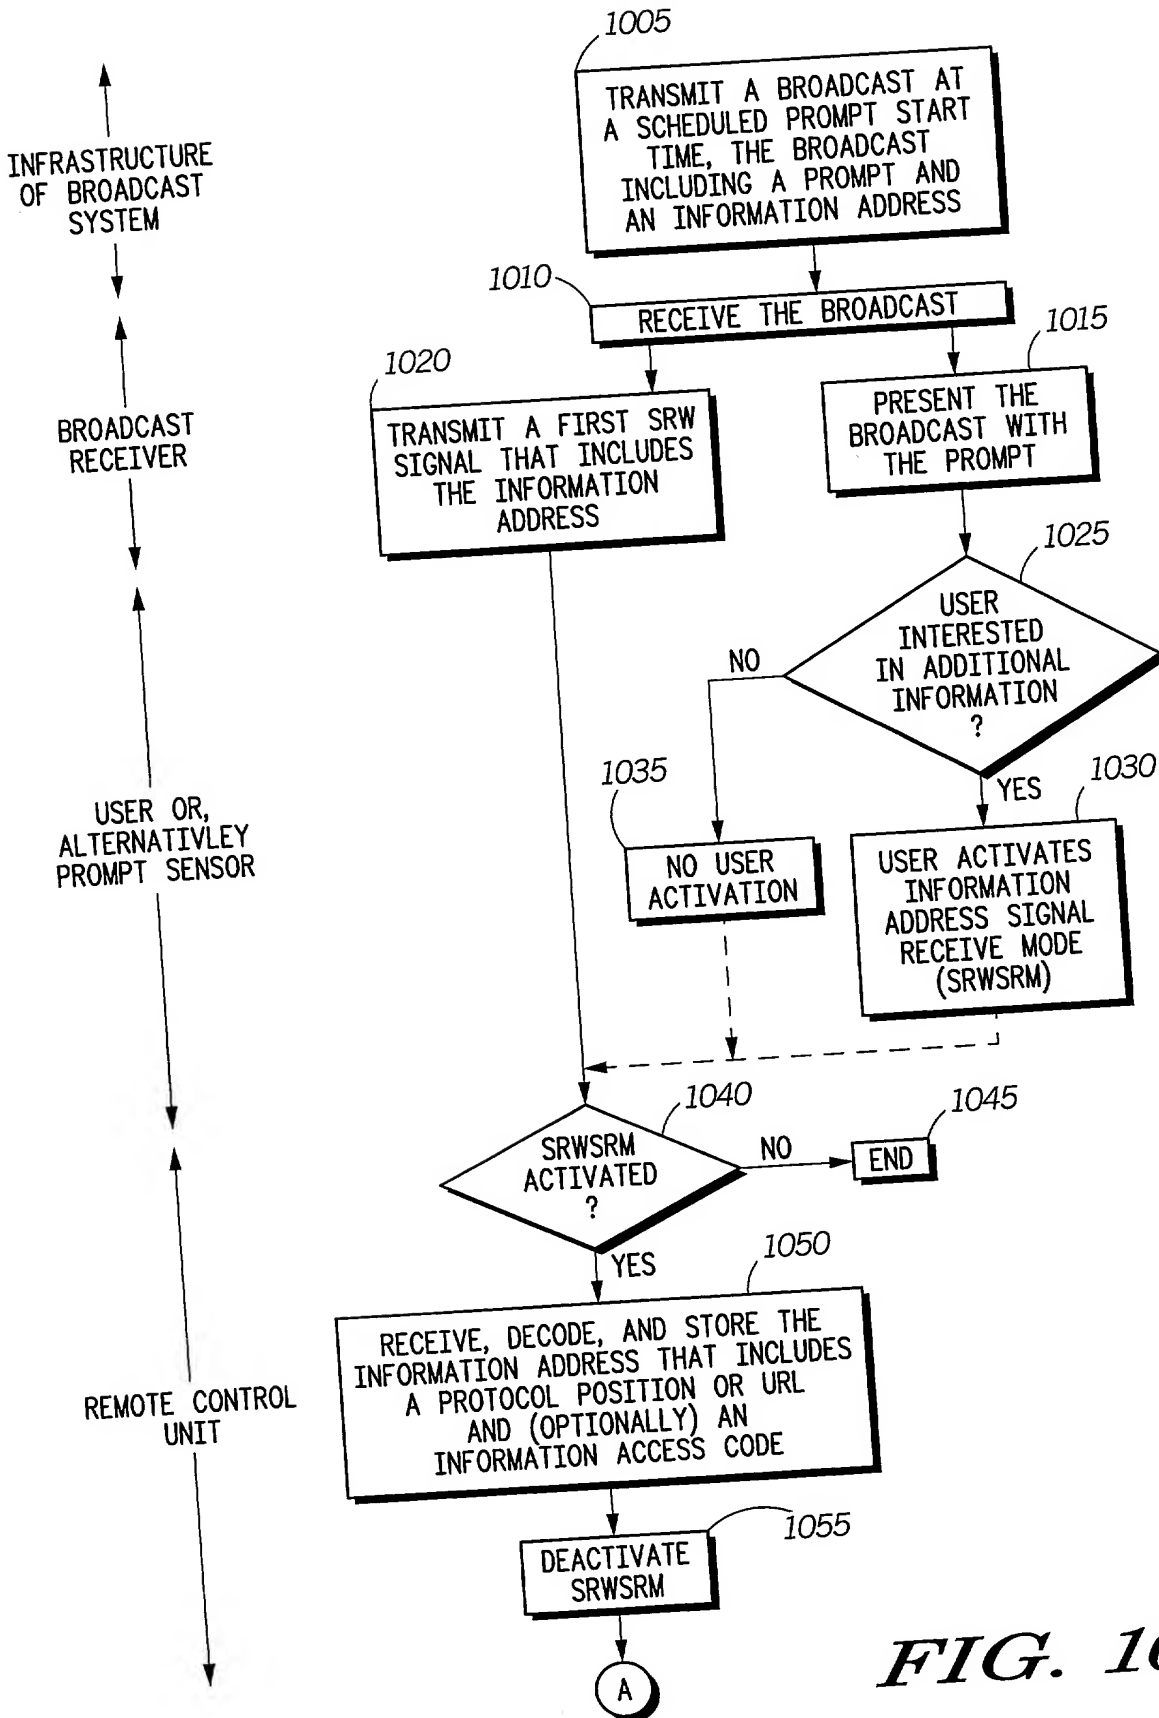 1005
TRANSMIT A BROADCAST AT
A SCHEDULED PROMPT START
TIME, THE BROADCAST
INCLUDING A PROMPT AND
AN INFORMATION ADDRESS
INFRASTRUCTURE
OF BROADCAST
SYSTEM
1010
RECEIVE THE BROADCAST
1015
1020
PRESENT THE
BROADCAST WITH
THE PROMPT
TRANSMIT A FIRST SRW
SIGNAL THAT INCLUDES
THE INFORMATION
ADDRESS
BROADCAST
RECEIVER
1025
USER
INTERESTED
IN ADDITIONAL
INFORMATION
?
NO
YES
1035
NO USER
ACTIVATION
1030
USER ACTIVATES
INFORMATION
ADDRESS SIGNAL
RECEIVE MODE
(SRWSRM)
USER OR,
ALTERNATIVLEY
PROMPT SENSOR
1040
SRWSRM
ACTIVATED
?
NO
1045
END
YES
1050
RECEIVE, DECODE, AND STORE THE
INFORMATION ADDRESS THAT INCLUDES
A PROTOCOL POSITION OR URL
AND (OPTIONALLY) AN
INFORMATION ACCESS CODE
REMOTE CONTROL
UNIT
1055
DEACTIVATE
SRWSRM
A
FIG.